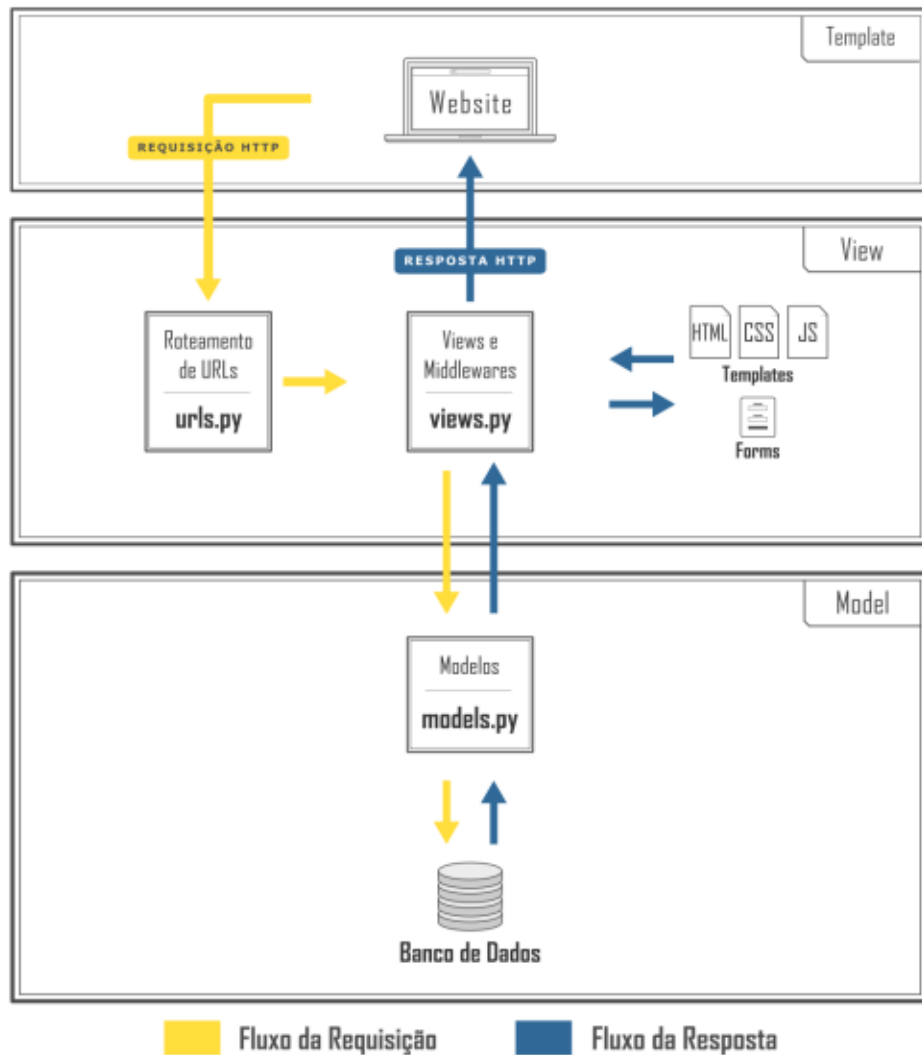 Template
Website
REQUISIÇÃO HTTP
View
RESPOSTA HTTP
Roteamento
de URLs
urls.py
Views e
Middlewares
views.py
HTML CSS JS
Templates
Forms
Model
Modelos
models.py
Banco de Dados
Fluxo da Requisição
Fluxo da Resposta